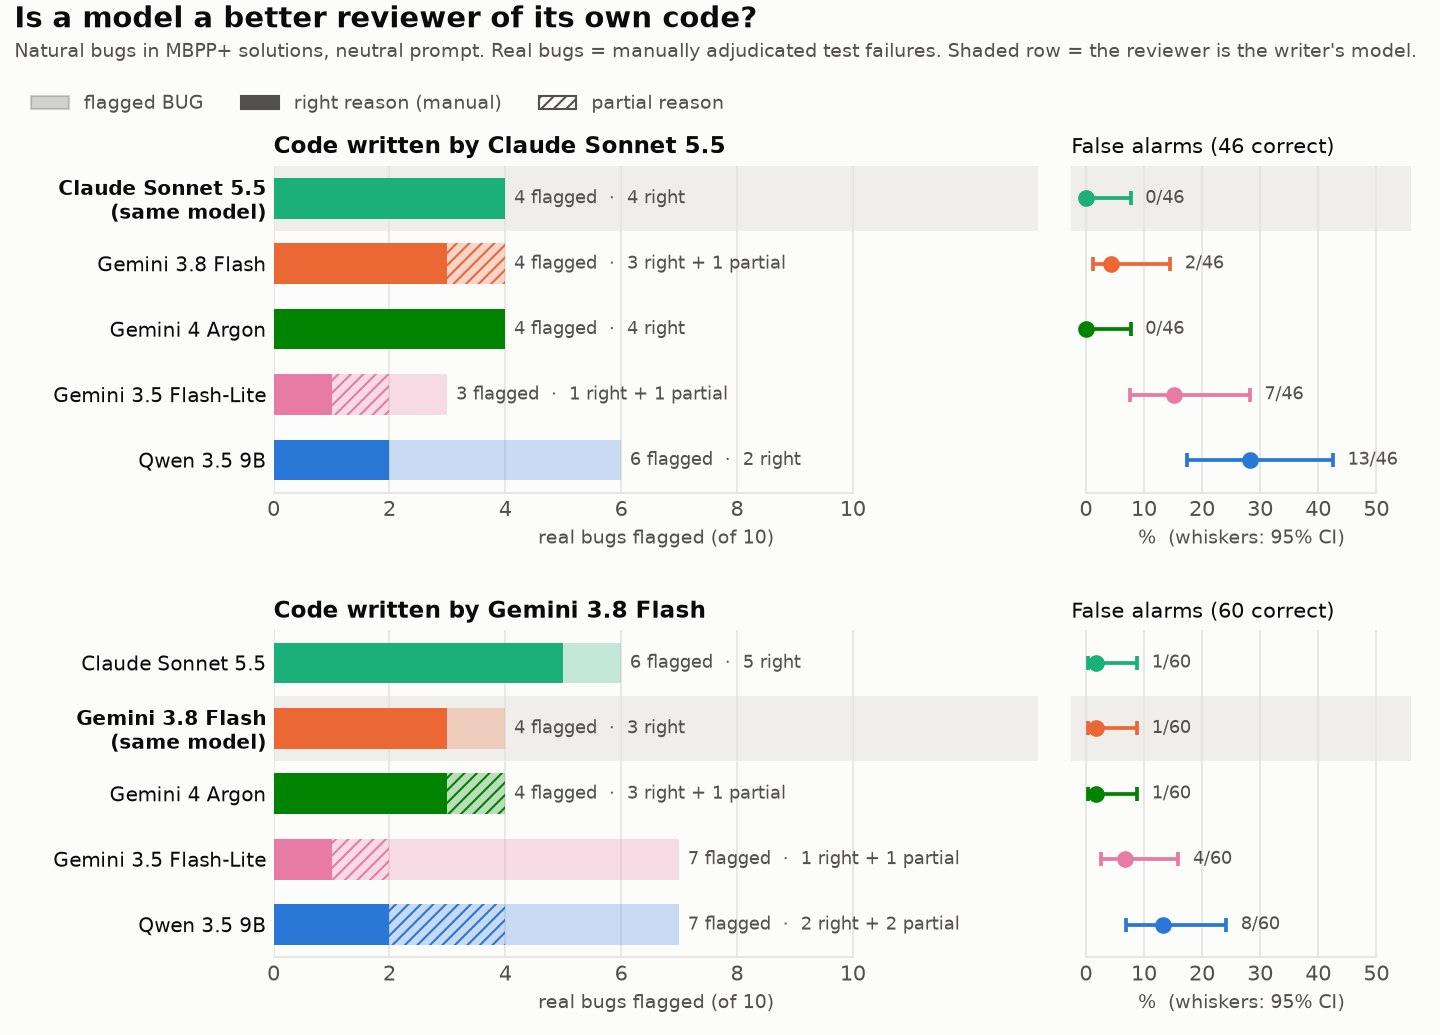 Is a model a better reviewer of its own code?
Natural bugs in MBPP+ solutions, neutral prompt. Real bugs = manually adjudicated test failures. Shaded row = the reviewer is the writer's model.
flagged BUG right reason (manual) partial reason
Code written by Claude Sonnet 5.5
False alarms (46 correct)
Claude Sonnet 5.5
(same model)
4 flagged · 4 right
0/46
Gemini 3.8 Flash
4 flagged · 3 right + 1 partial
2/46
Gemini 4 Argon
4 flagged · 4 right
0/46
Gemini 3.5 Flash-Lite
3 flagged · 1 right + 1 partial
7/46
Qwen 3.5 9B
6 flagged · 2 right
13/46
0 2 4 6 8 10
0 10 20 30 40 50
real bugs flagged (of 10)
% (whiskers: 95% CI)
Code written by Gemini 3.8 Flash
False alarms (60 correct)
Claude Sonnet 5.5
6 flagged · 5 right
1/60
Gemini 3.8 Flash
(same model)
4 flagged · 3 right
1/60
Gemini 4 Argon
4 flagged · 3 right + 1 partial
1/60
Gemini 3.5 Flash-Lite
7 flagged · 1 right + 1 partial
4/60
Qwen 3.5 9B
7 flagged · 2 right + 2 partial
8/60
0 2 4 6 8 10
0 10 20 30 40 50
real bugs flagged (of 10)
% (whiskers: 95% CI)